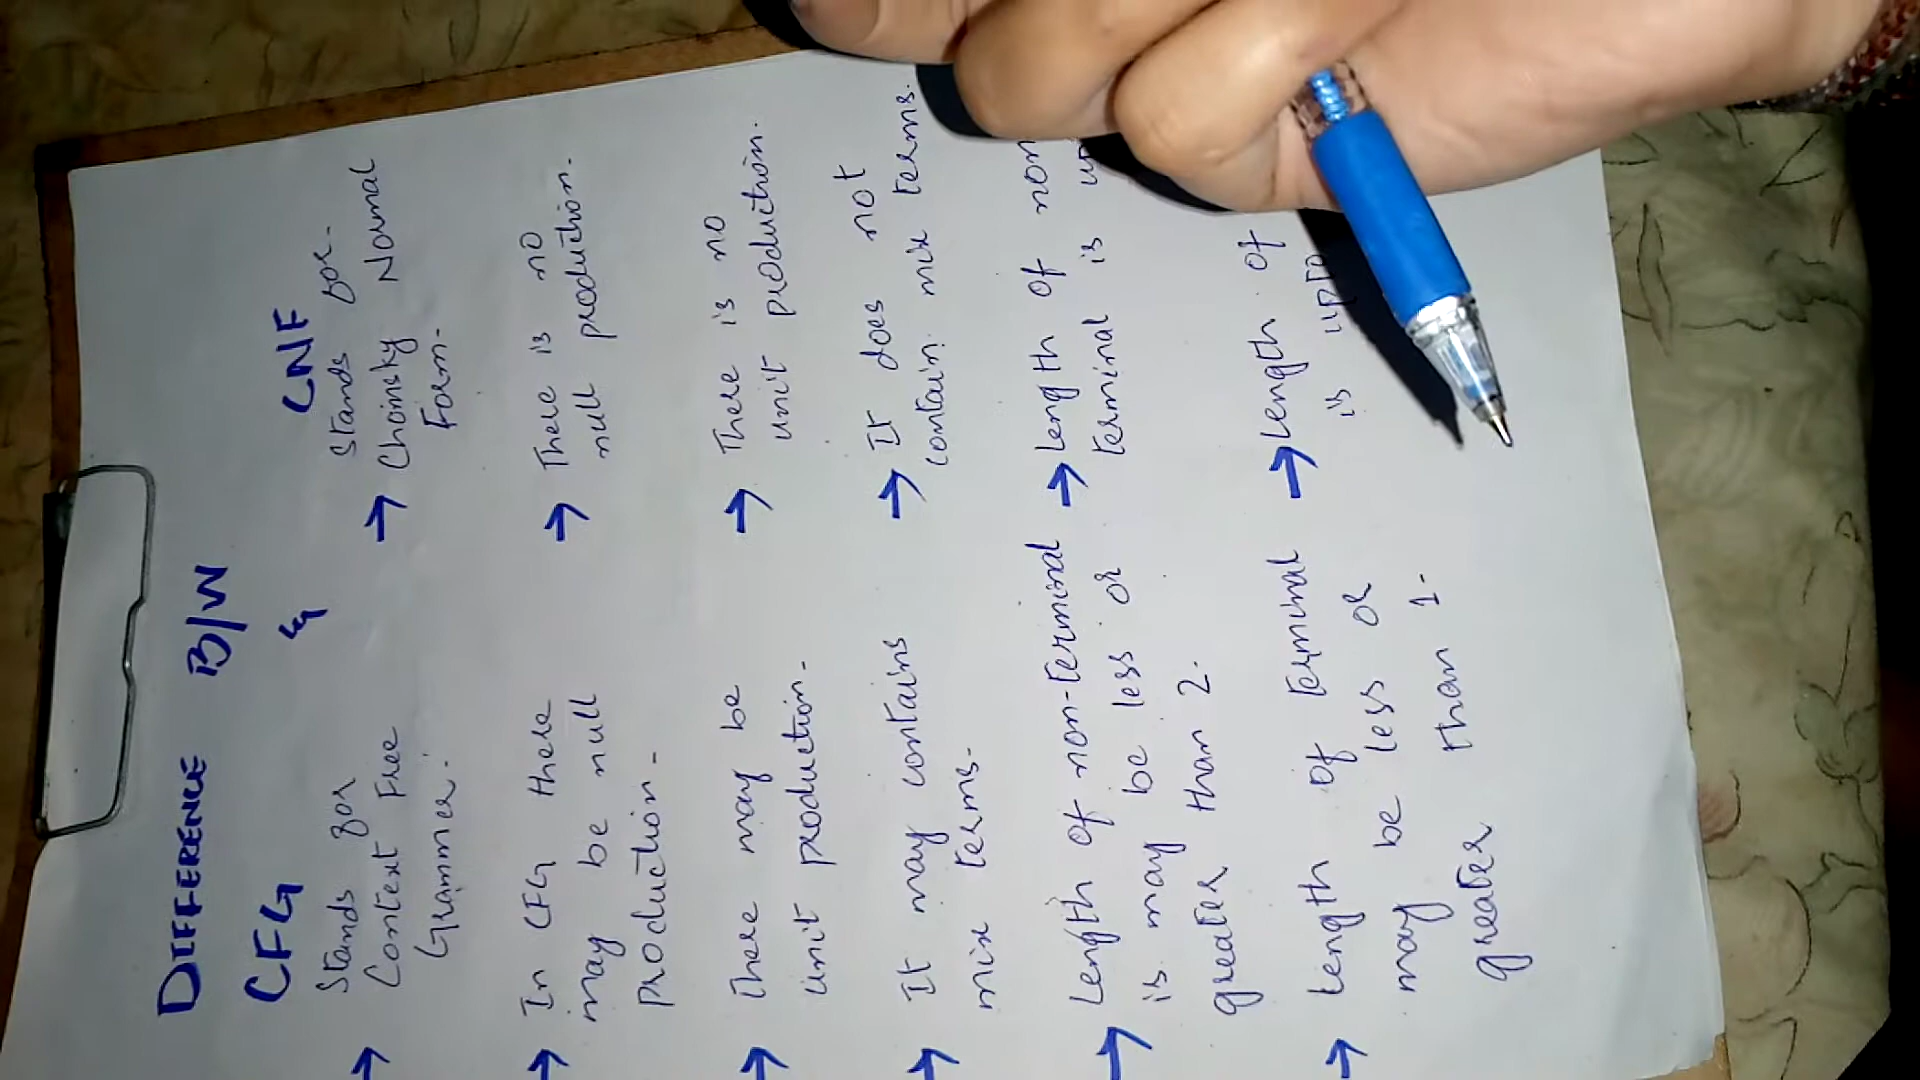 DIFFERENCE B/W
CFG & CNF
→ Stands for
Context Free
Grammer.
→ In CFG there
may be null
production.
→ There may be
unit production.
→ It may contains
mix terms.
→ Length of non-terminal
is may be less or
greater than 2.
→ Length of terminal
may be less or
greater than 1.
Stands for.
→ Chomsky Normal
Form.
→ There is no
null production.
→ There is no
unit production.
→ It does not
contain mix terms.
→ Length of non
terminal is
→ Length of
is upto